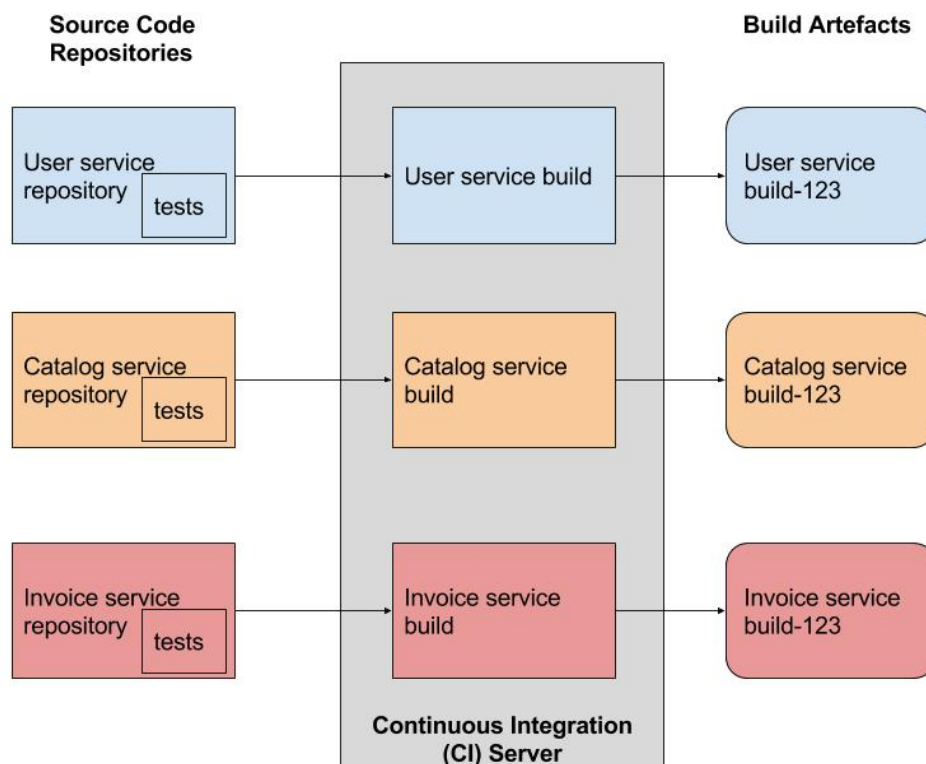 Source Code
Repositories
Build Artefacts
User service
repository
tests
User service build
User service
build-123
Catalog service
repository
tests
Catalog service
build
Catalog service
build-123
Invoice service
repository
tests
Invoice service
build
Invoice service
build-123
Continuous Integration
(CI) Server